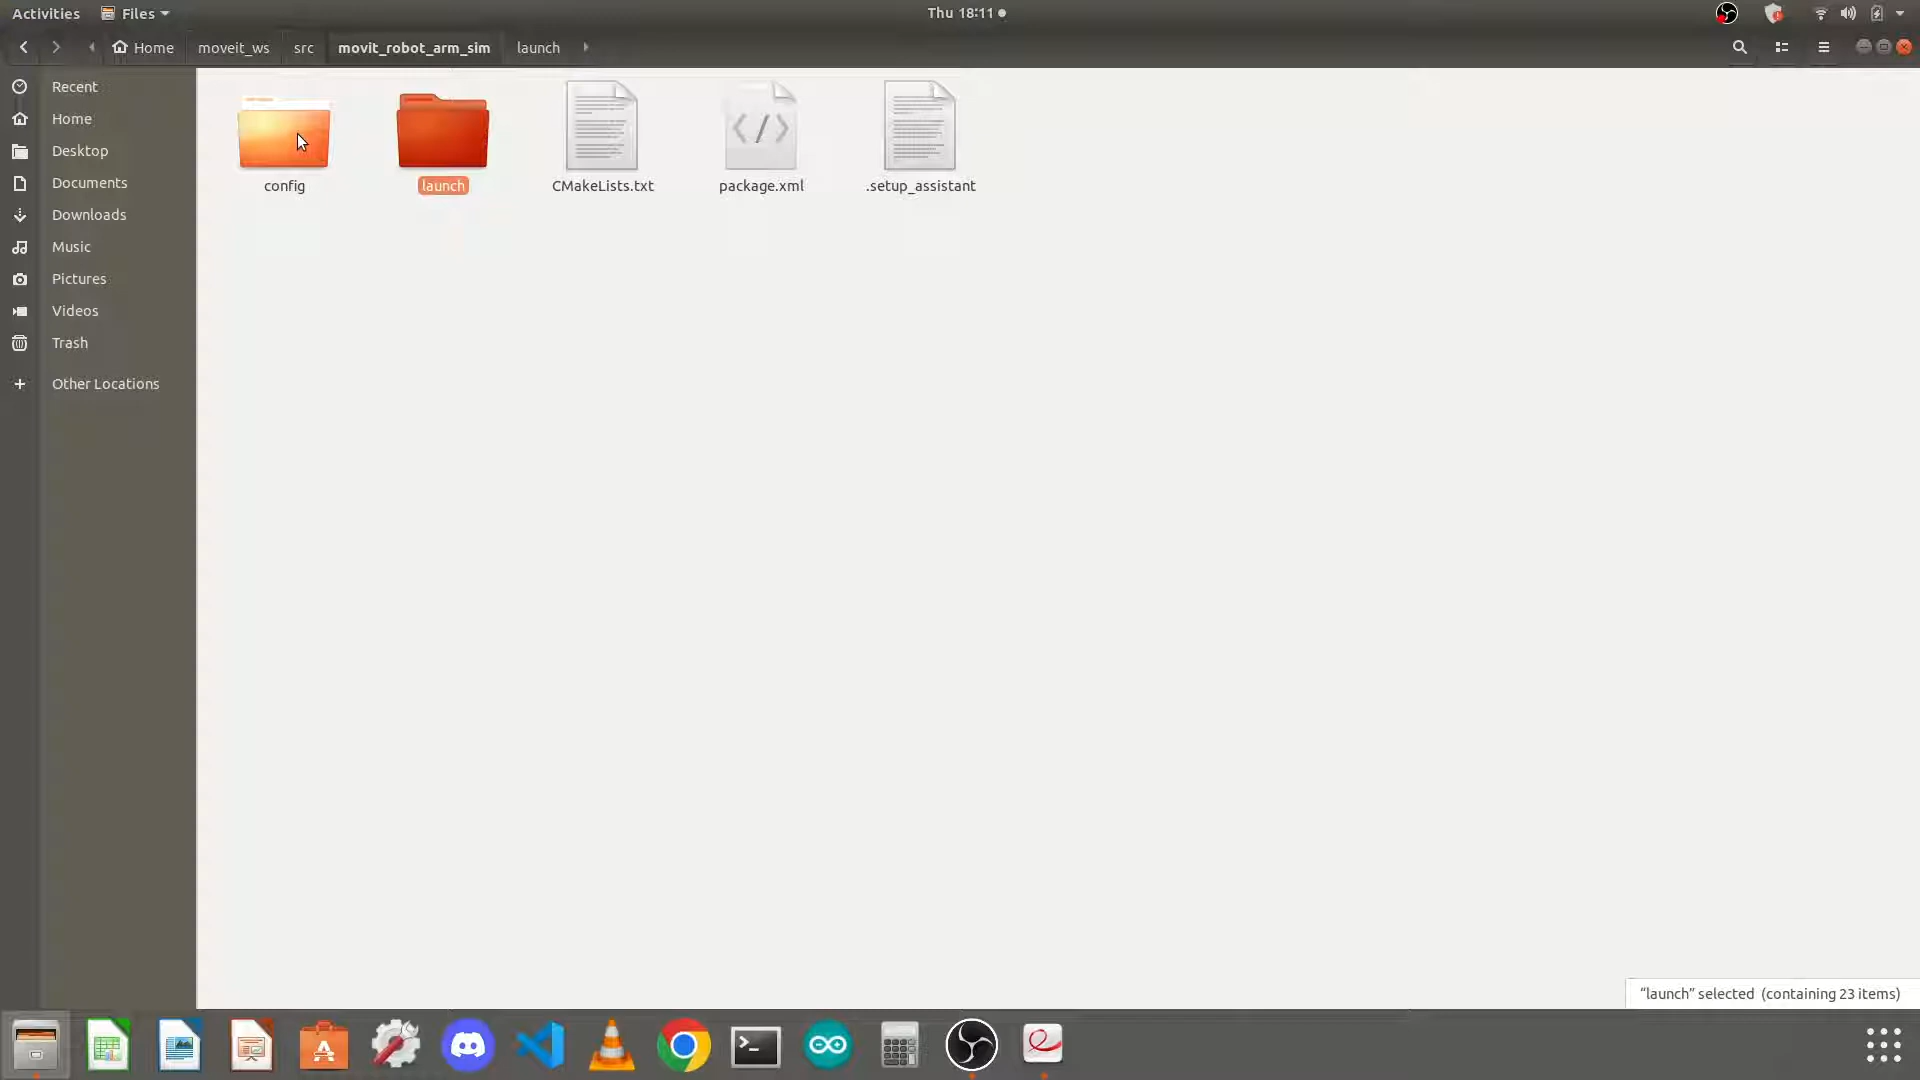 Activities Files Thu 18:11
Home moveit_ws src movit_robot_arm_sim launch
Recent
Home
Desktop
Documents
Downloads
Music
Pictures
Videos
Trash
Other Locations
config launch CMakeLists.txt package.xml .setup_assistant
“launch” selected (containing 23 items)